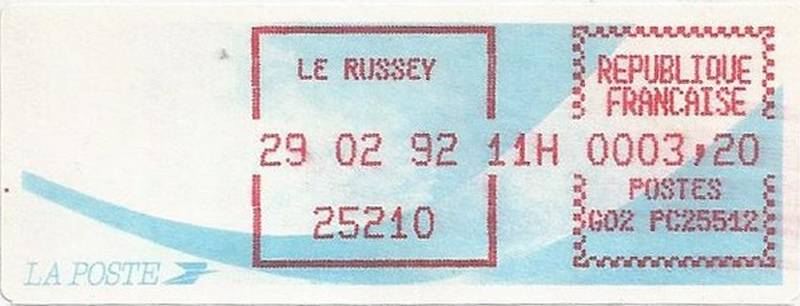 LE RUSSEY
REPUBLIQUE
FRANCAISE
29 02 92 11H 0003,20
25210
POSTES
G02 PC25512
LA POSTE